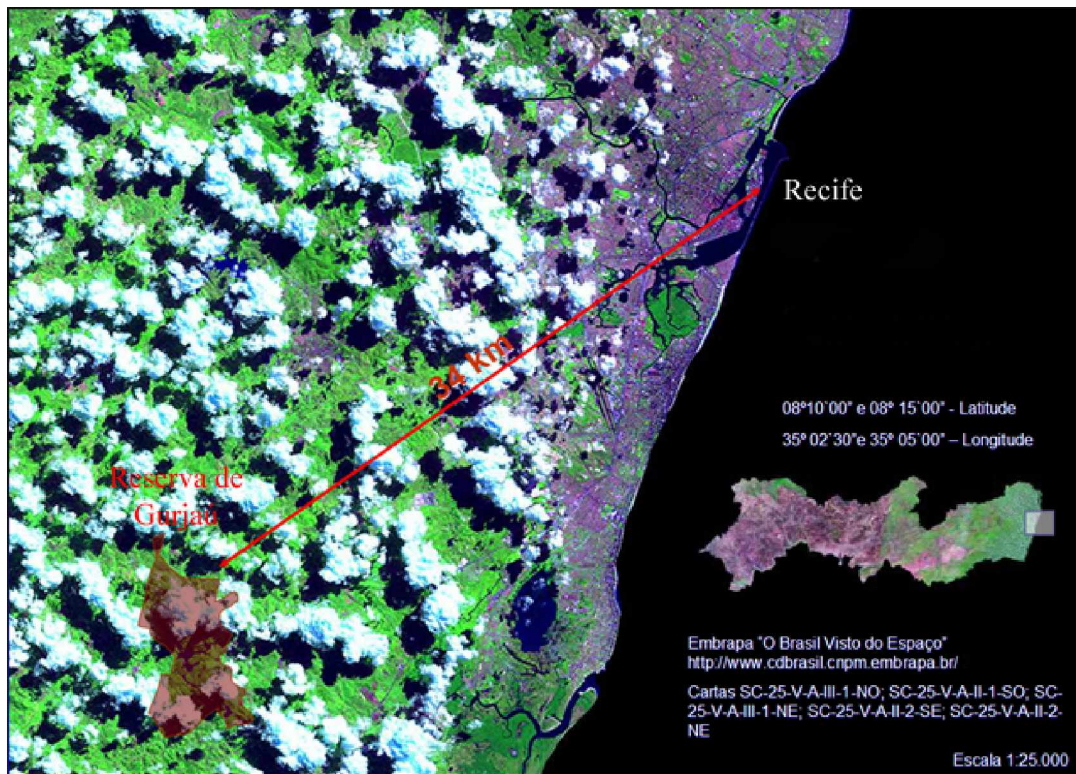 Recife
34 km
08º10`00" e 08º 15`00" - Latitude
35º 02`30"e 35º 05`00" – Longitude
Reserva de
Gurjaú
Embrapa "O Brasil Visto do Espaço"
http://www.cdbrasil.cnpm.embrapa.br/
Cartas SC-25-V-A-III-1-NO; SC-25-V-A-II-1-SO; SC-
25-V-A-III-1-NE; SC-25-V-A-II-2-SE; SC-25-V-A-II-2-
NE
Escala 1:25.000